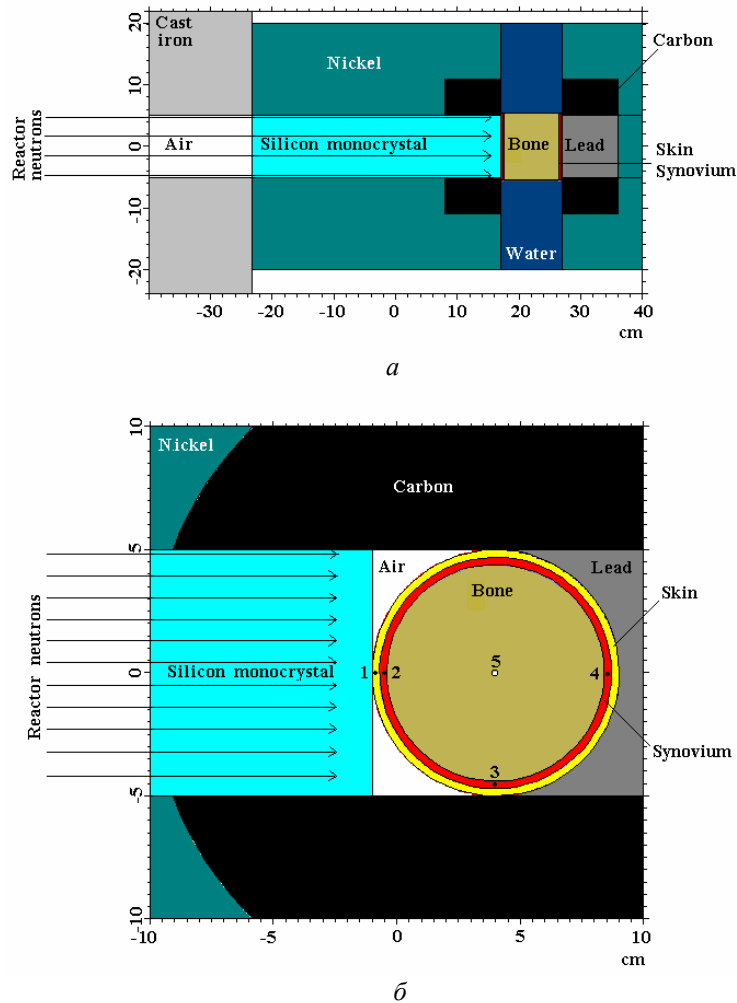 Cast
iron
Nickel
Carbon
Reactor
neutrons
Air
Silicon monocrystal
Bone
Lead
Skin
Synovium
Water
20
10
0
-10
-20
-30
-20
-10
0
10
20
30
40
cm
а
Nickel
Carbon
Air
Lead
Bone
Skin
Reactor neutrons
Silicon monocrystal
1
2
5
4
3
Synovium
10
5
0
-5
-10
-10
-5
0
5
10
cm
б